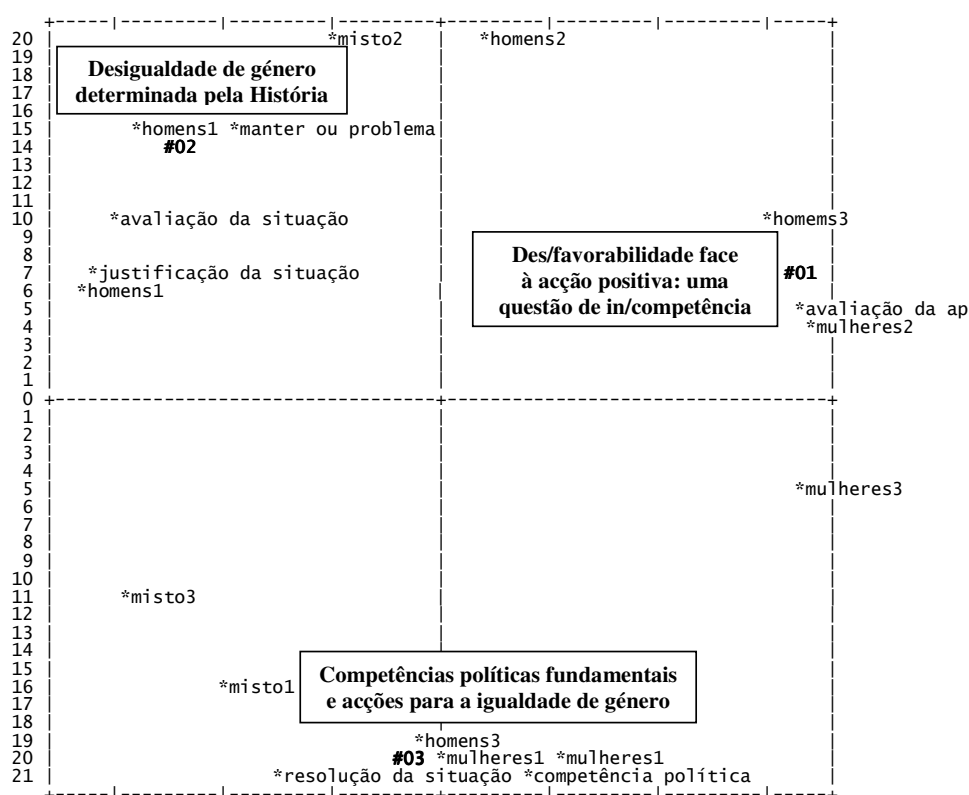 +-----|---------|---------|---------+---------|---------|---------|-----+
20 | *misto2 | *homens2 |
19 | Desigualdade de género | |
18 | determinada pela História | |
17 | | |
16 | | |
15 | *homens1 *manter ou problema| |
14 | #02 | |
13 | | |
12 | | |
11 | | |
10 | *avaliação da situação | *homems3
9 | | Des/favorabilidade face |
8 | | à acção positiva: uma |
7 | *justificação da situação | questão de in/competência #01 |
6 | *homens1 | |
5 | | *avaliação da ap
4 | | *mulheres2
3 | | |
2 | | |
1 | | |
0 +-----------------------------------+-----------------------------------+
1 | | |
2 | | |
3 | | |
4 | | |
5 | | *mulheres3
6 | | |
7 | | |
8 | | |
9 | | |
10 | | |
11 | *misto3 | |
12 | | |
13 | | |
14 | | |
15 | Competências políticas fundamentais |
16 | *misto1 e acções para a igualdade de género |
17 | | |
18 | | |
19 | *homens3 |
20 | #03 *mulheres1 *mulheres1 |
21 | *resolução da situação *competência política |
+-----|---------|---------|---------+---------|---------|---------|-----+